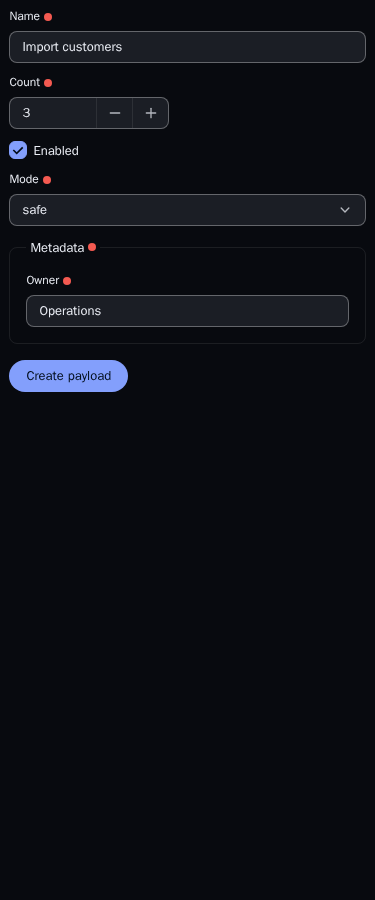 Name
Import customers
Count
3
Enabled
Mode
safe
Metadata
Owner
Operations
Create payload